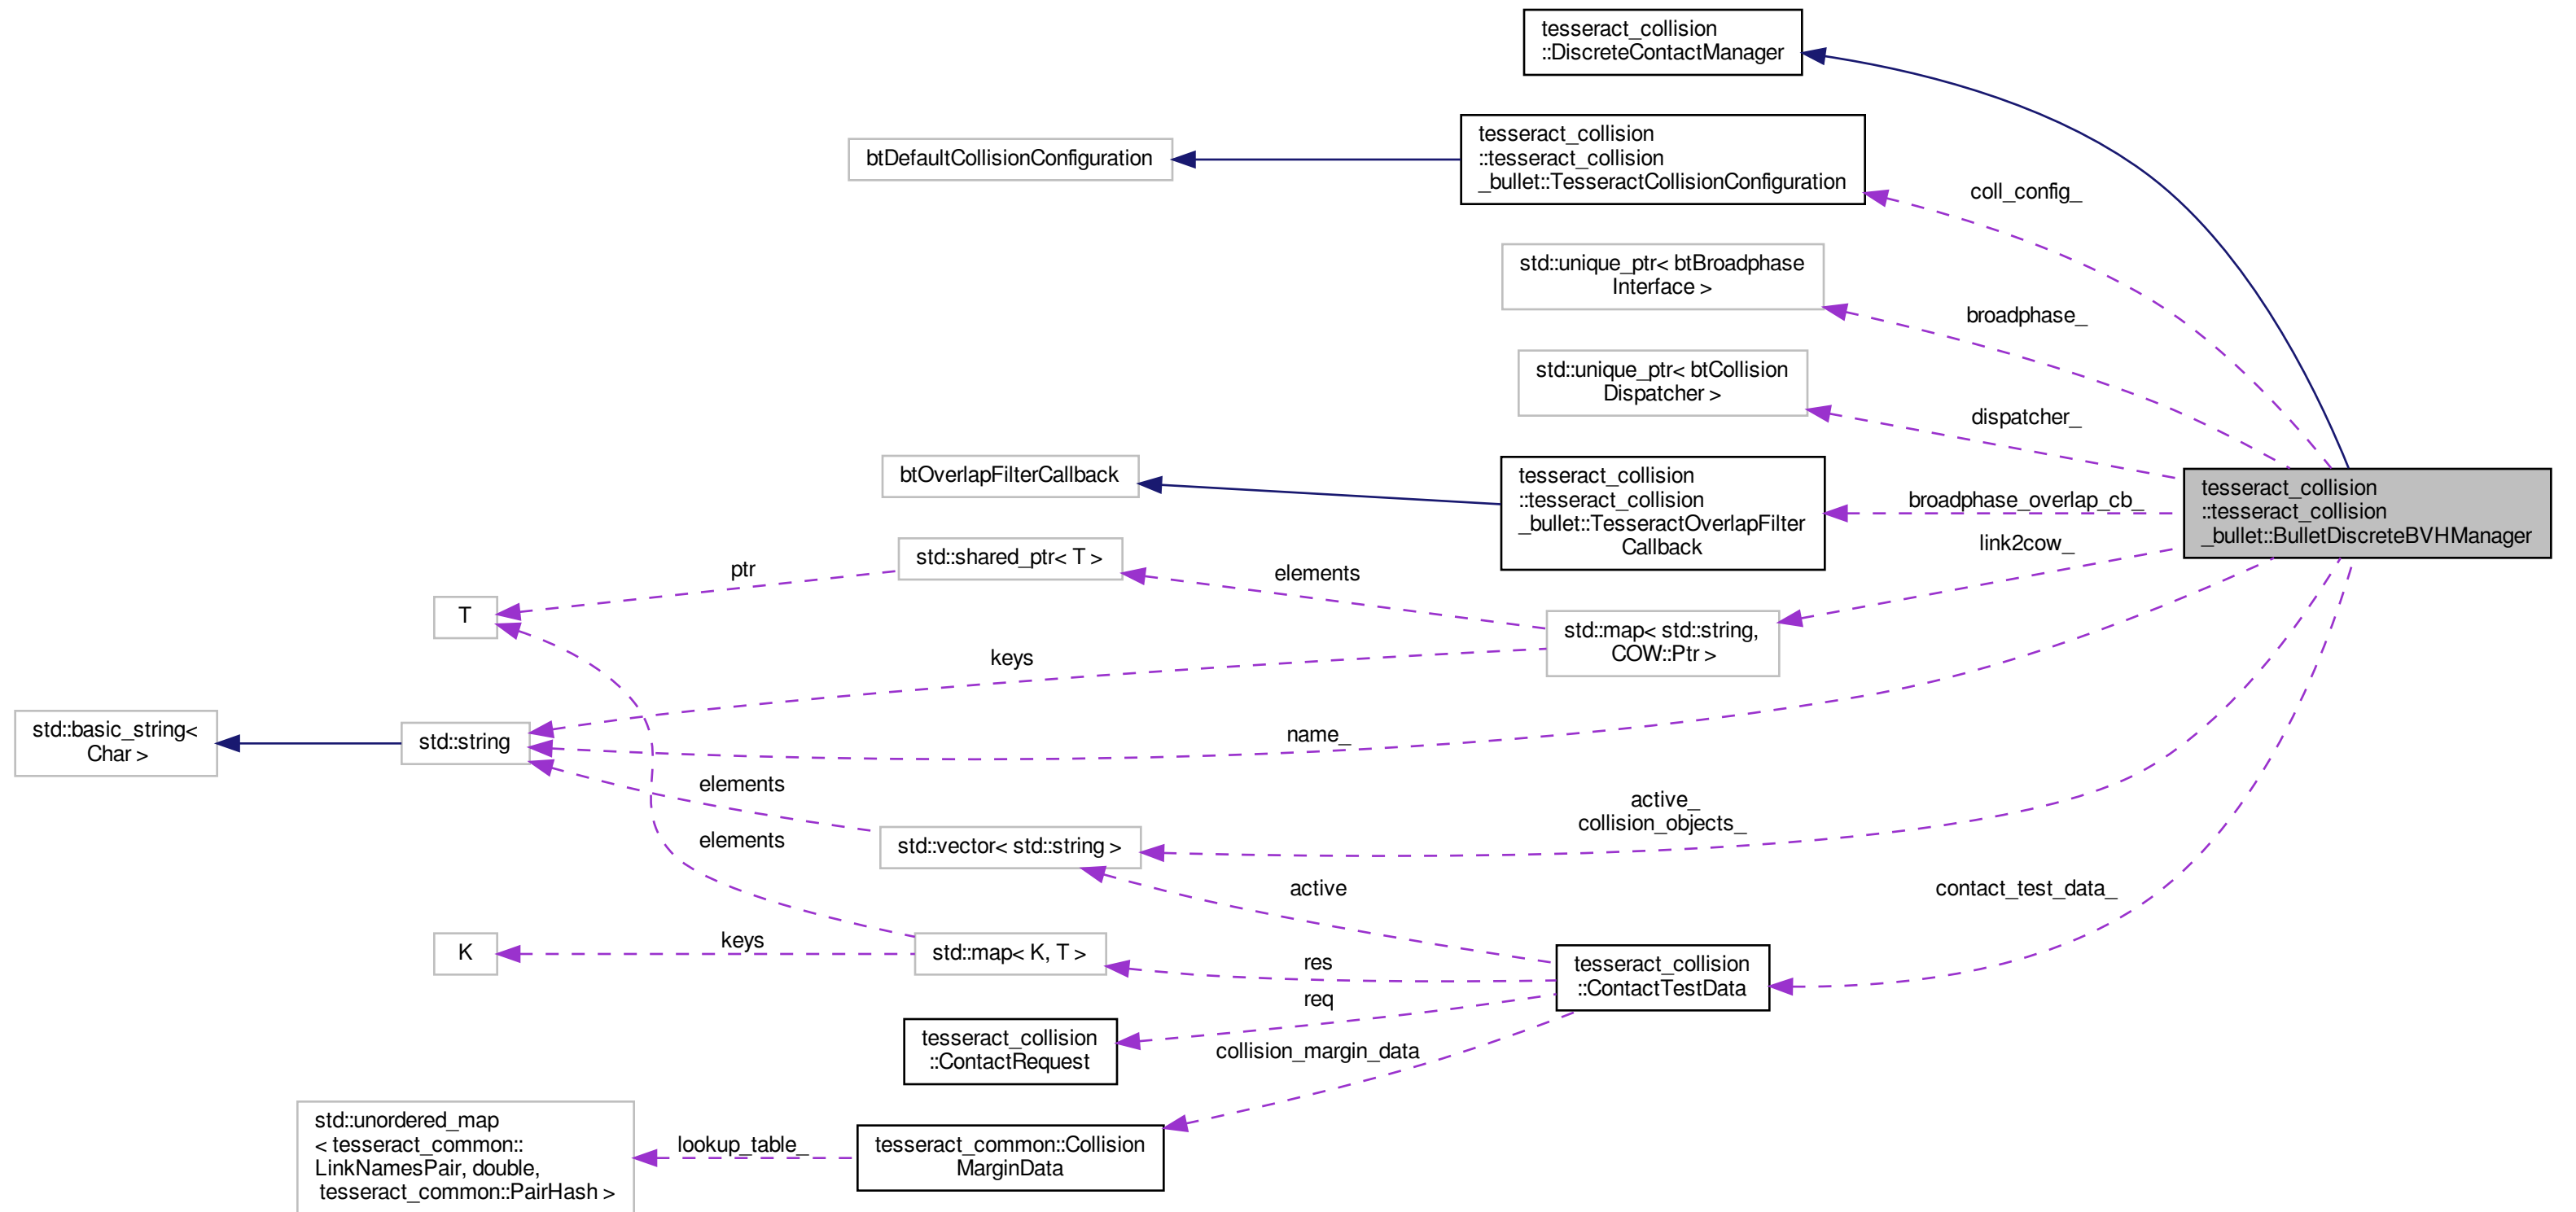 tesseract_collision
::DiscreteContactManager
tesseract_collision
::tesseract_collision
_bullet::TesseractCollisionConfiguration
btDefaultCollisionConfiguration
coll_config_
std::unique_ptr< btBroadphase
Interface >
broadphase_
std::unique_ptr< btCollision
Dispatcher >
dispatcher_
btOverlapFilterCallback
tesseract_collision
::tesseract_collision
_bullet::TesseractOverlapFilter
Callback
broadphase_overlap_cb_
tesseract_collision
::tesseract_collision
_bullet::BulletDiscreteBVHManager
link2cow_
std::shared_ptr< T >
ptr
elements
T
std::map< std::string,
COW::Ptr >
keys
std::basic_string<
Char >
std::string
name_
elements
active_
collision_objects_
elements
std::vector< std::string >
active
contact_test_data_
K
keys
std::map< K, T >
res
tesseract_collision
::ContactTestData
req
tesseract_collision
::ContactRequest
collision_margin_data
std::unordered_map
< tesseract_common::
LinkNamesPair, double,
tesseract_common::PairHash >
lookup_table_
tesseract_common::Collision
MarginData